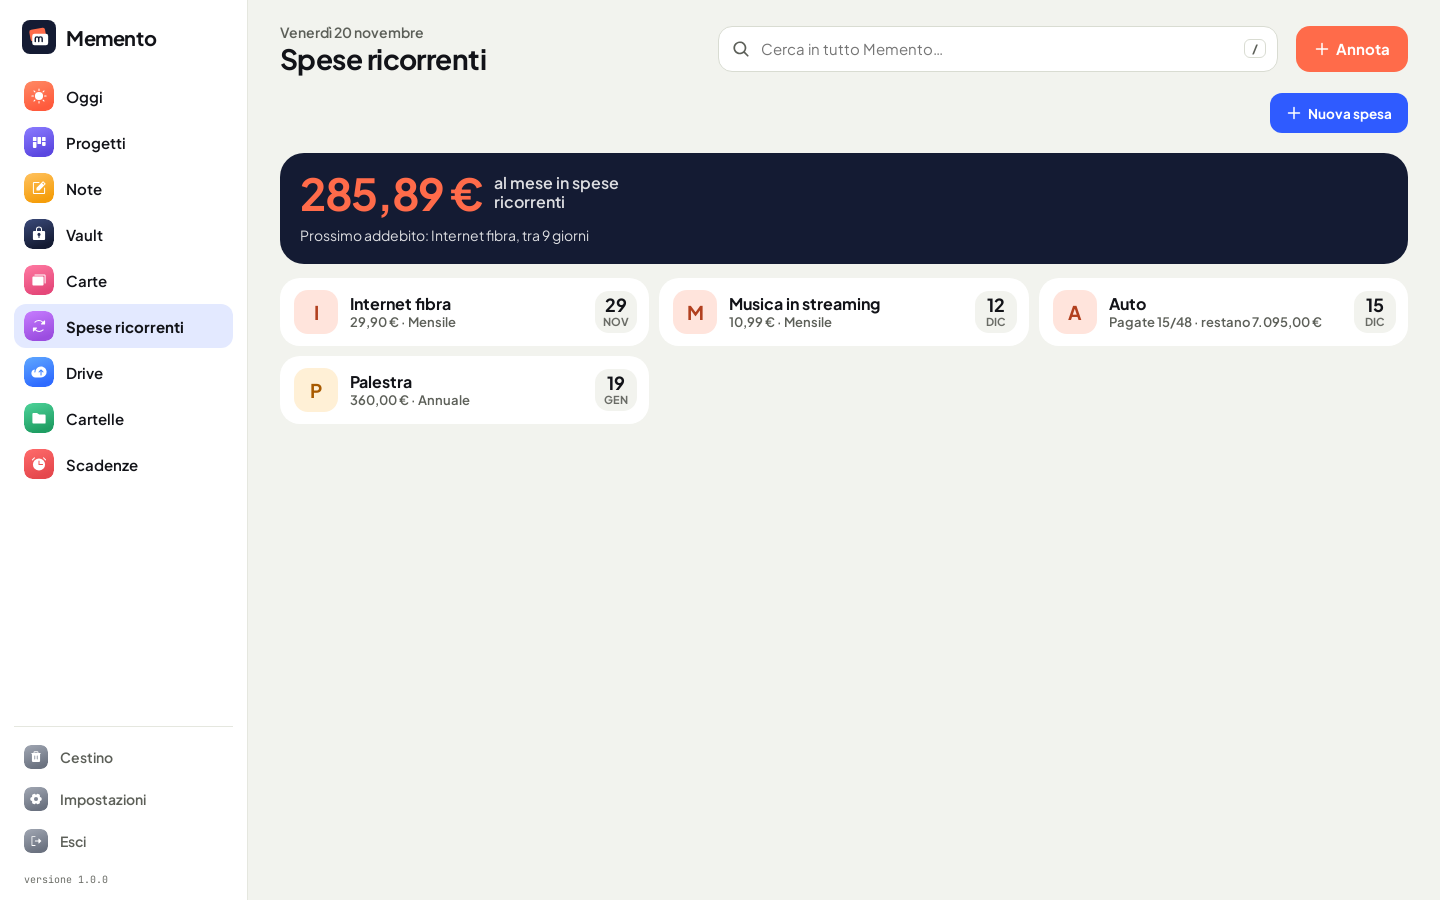 Memento
Oggi
Progetti
Note
Vault
Carte
Spese ricorrenti
Drive
Cartelle
Scadenze
Cestino
Impostazioni
Esci
versione 1.0.0
Venerdì 20 novembre
Spese ricorrenti
Cerca in tutto Memento…
/
Annota
Nuova spesa
285,89 €
al mese in spese
ricorrenti
Prossimo addebito: Internet fibra, tra 9 giorni
I
Internet fibra
29,90 € · Mensile
29
NOV
M
Musica in streaming
10,99 € · Mensile
12
DIC
A
Auto
Pagate 15/48 · restano 7.095,00 €
15
DIC
P
Palestra
360,00 € · Annuale
19
GEN